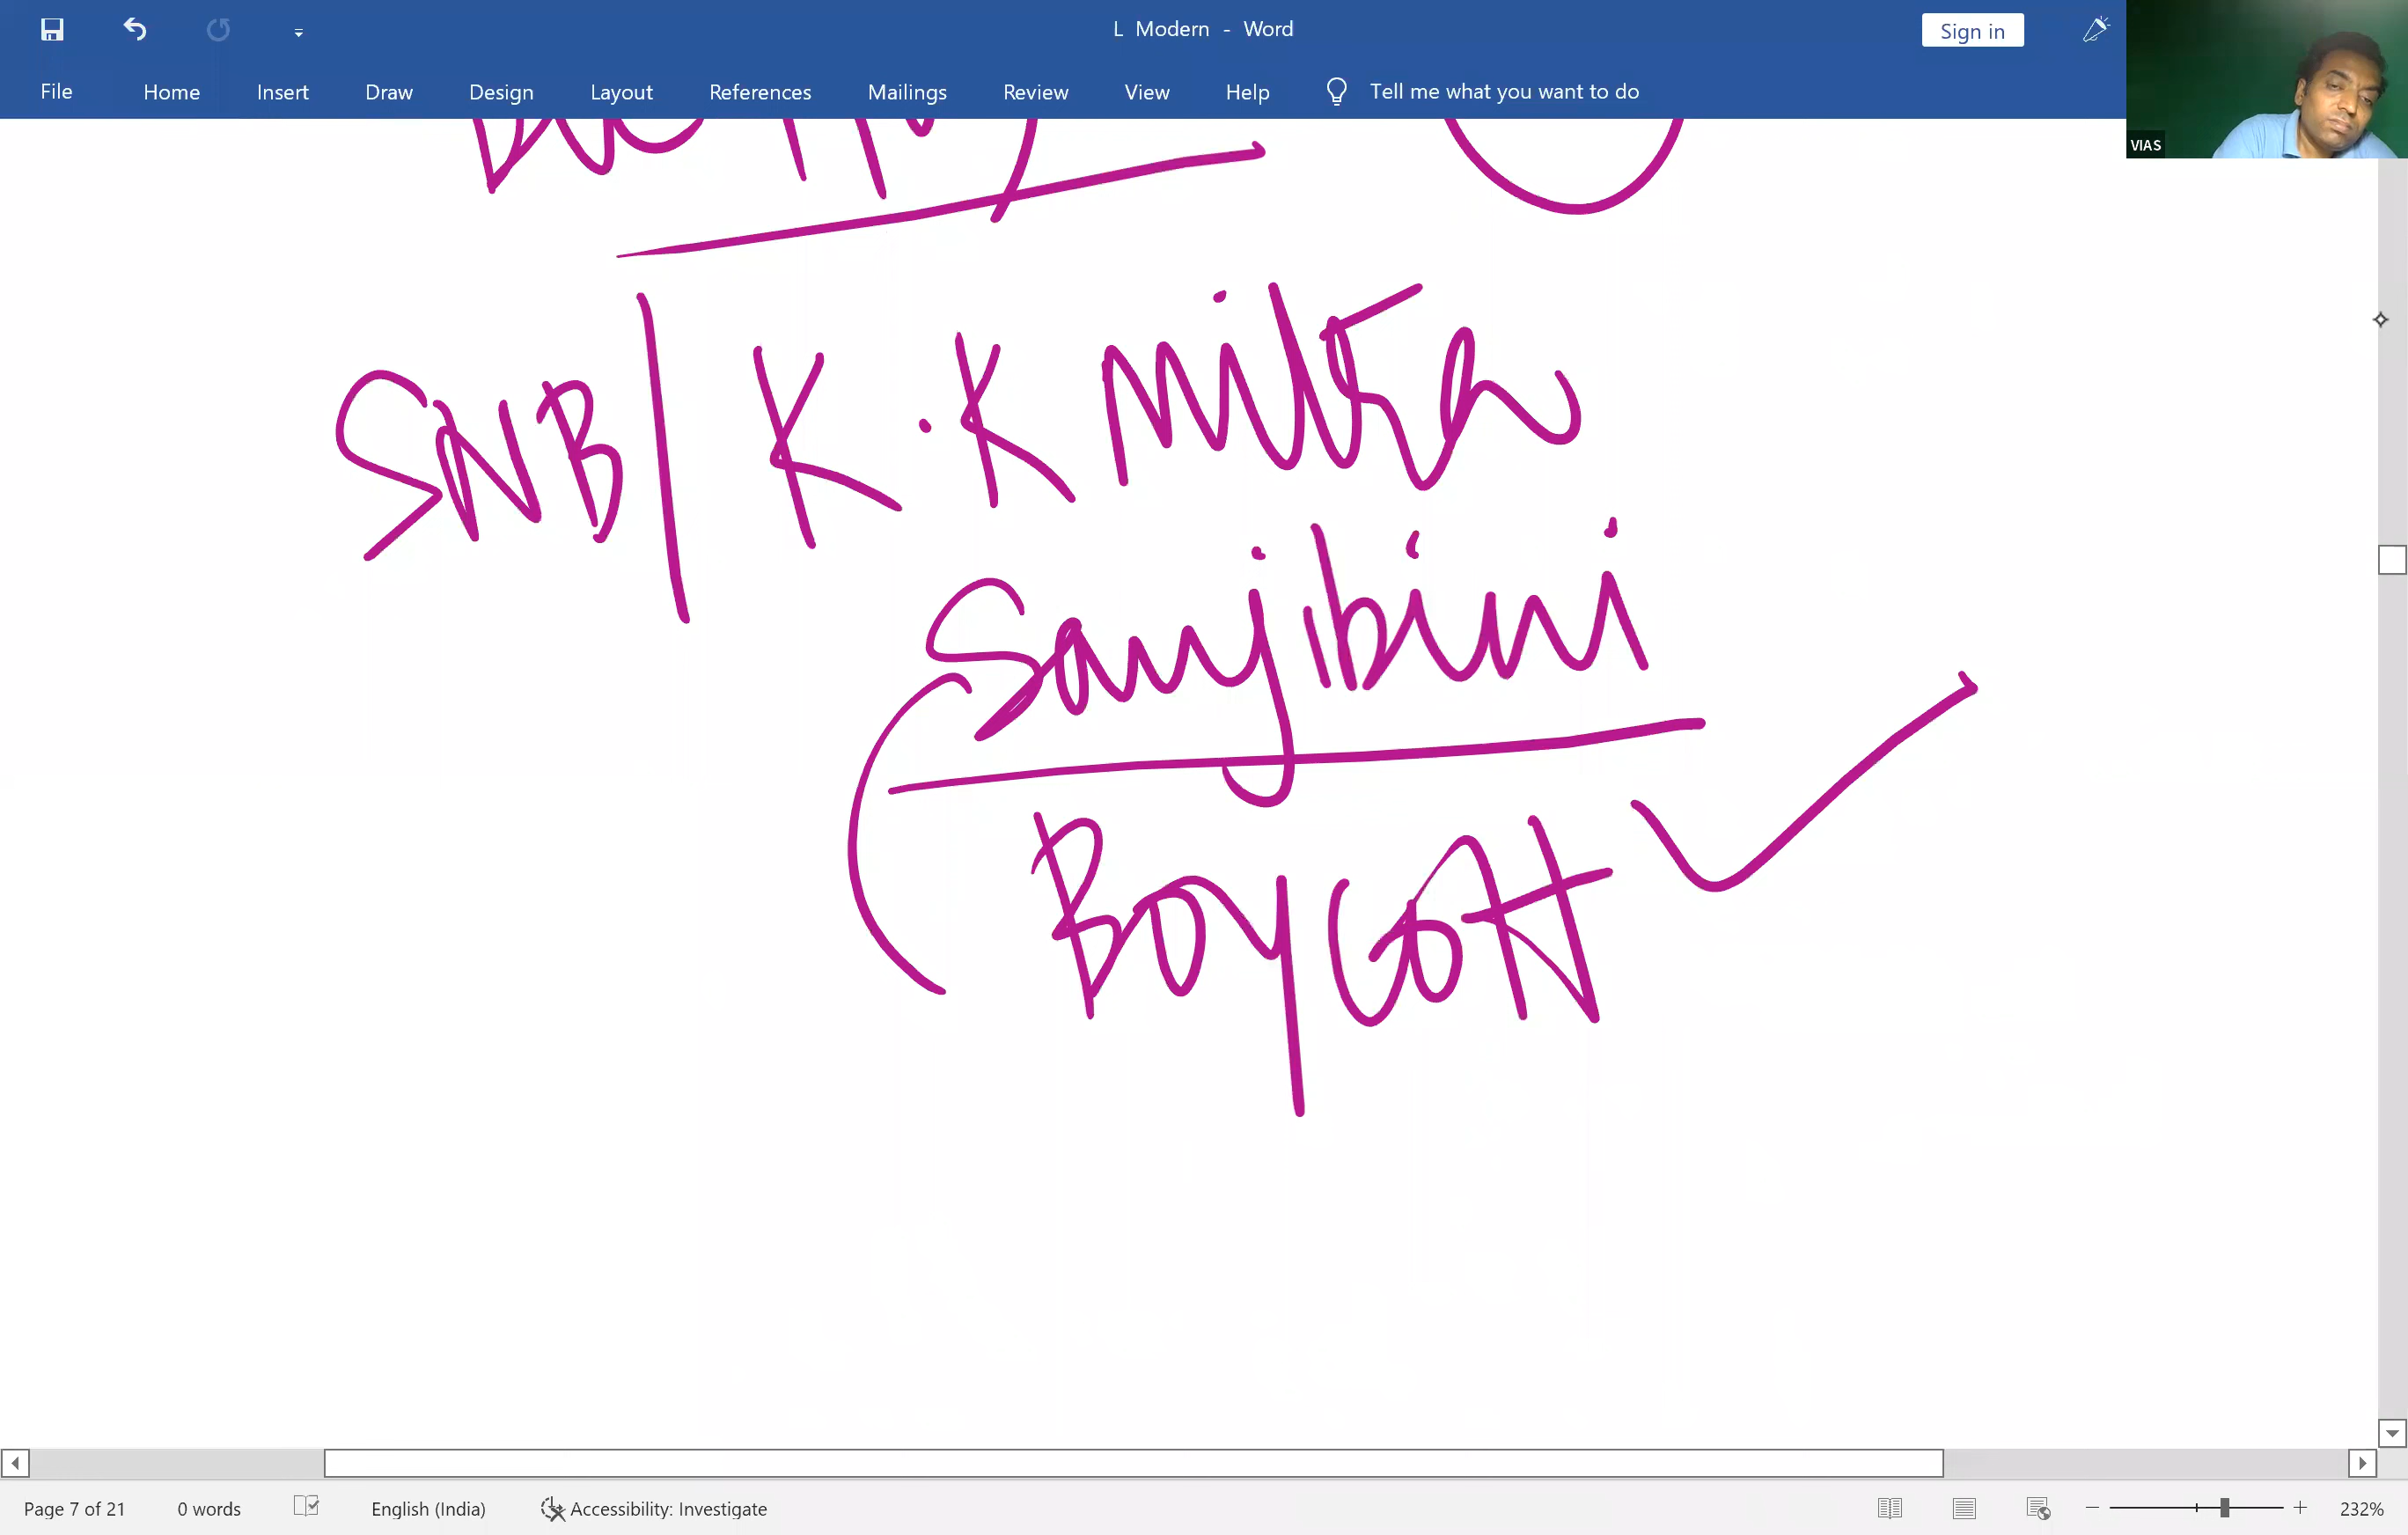 L Modern - Word
Sign in
File Home Insert Draw Design Layout References Mailings Review View Help Tell me what you want to do
VIAS
SNB/ K.K Mitra
Sanjibini
Boycott
Page 7 of 21 0 words English (India) Accessibility: Investigate 232%